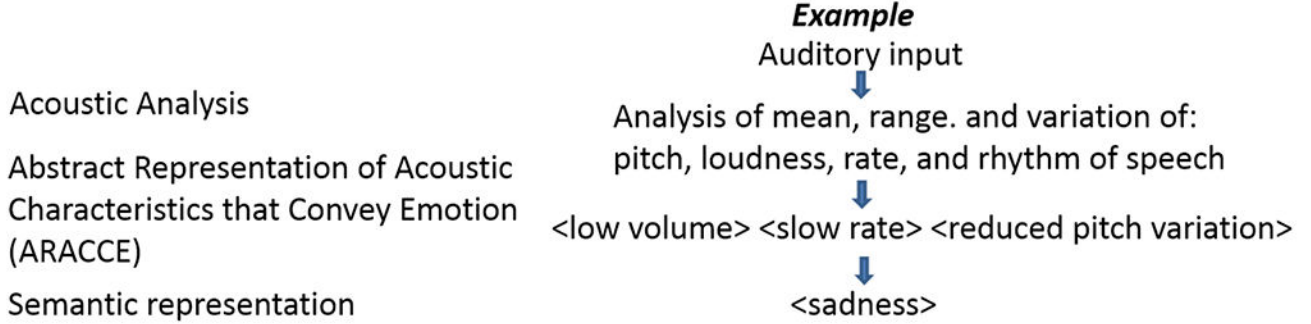 Example
Auditory input
Acoustic Analysis
Analysis of mean, range. and variation of:
pitch, loudness, rate, and rhythm of speech
Abstract Representation of Acoustic
Characteristics that Convey Emotion
(ARACCE)
<low volume> <slow rate> <reduced pitch variation>
Semantic representation
<sadness>